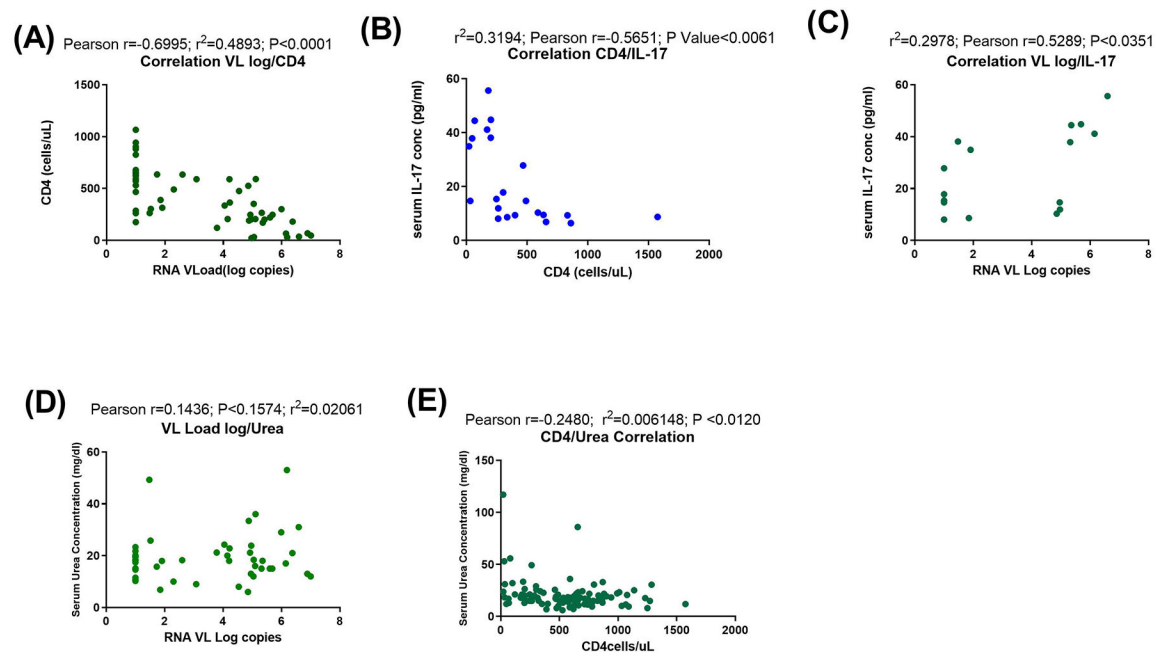 (A)
Pearson r=-0.6995; r²=0.4893; P<0.0001
Correlation VL log/CD4
CD4 (cells/uL)
1500
1000
500
0
0 2 4 6 8
RNA VLoad(log copies)
(B)
r²=0.3194; Pearson r=-0.5651; P Value<0.0061
Correlation CD4/IL-17
serum IL-17 conc (pg/ml)
60
40
20
0
0 500 1000 1500 2000
CD4 (cells/uL)
(C)
r²=0.2978; Pearson r=0.5289; P<0.0351
Correlation VL log/IL-17
serum IL-17 conc (pg/ml)
60
40
20
0
0 2 4 6 8
RNA VL Log copies
(D)
Pearson r=0.1436; P<0.1574; r²=0.02061
VL Load log/Urea
Serum Urea Concentration (mg/dl)
60
40
20
0
0 2 4 6 8
RNA VL Log copies
(E)
Pearson r=-0.2480; r²=0.006148; P <0.0120
CD4/Urea Correlation
Serum Urea Concentration (mg/dl)
150
100
50
0
0 500 1000 1500 2000
CD4cells/uL